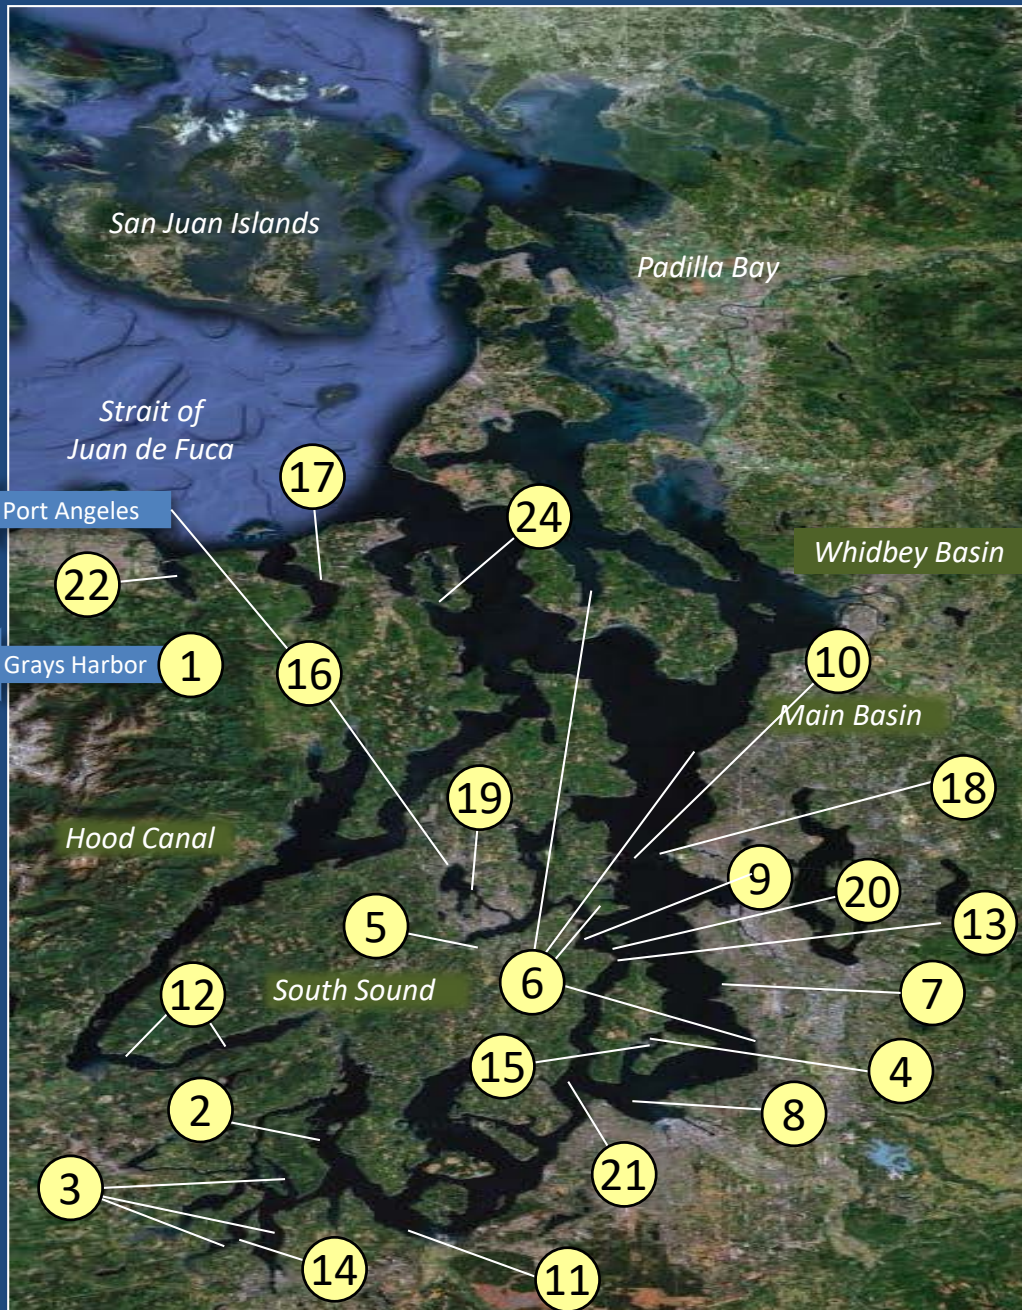 San Juan Islands
Padilla Bay
Strait of
Juan de Fuca
17
Port Angeles
24
Whidbey Basin
22
Grays Harbor
1
16
10
Main Basin
19
18
Hood Canal
9
20
5
13
6
South Sound
12
7
15
4
2
8
21
3
14
11